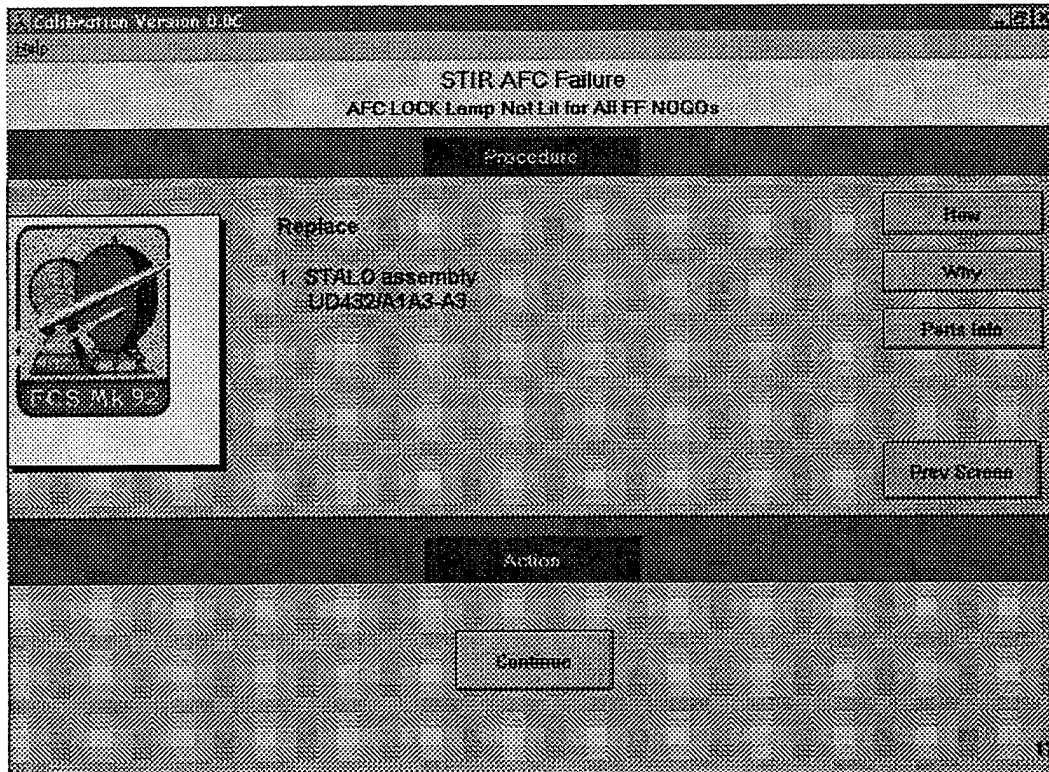 Calibration Version 0.0C
Help
STIR AFC Failure
AFC LOCK Lamp Not Lit for All FF NOGOs
Procedure
Replace
1. STALO assembly
UD432/A1A3-A3
How
Why
Parts Info
FCS Mk 92
Prev Screen
Action
Continue